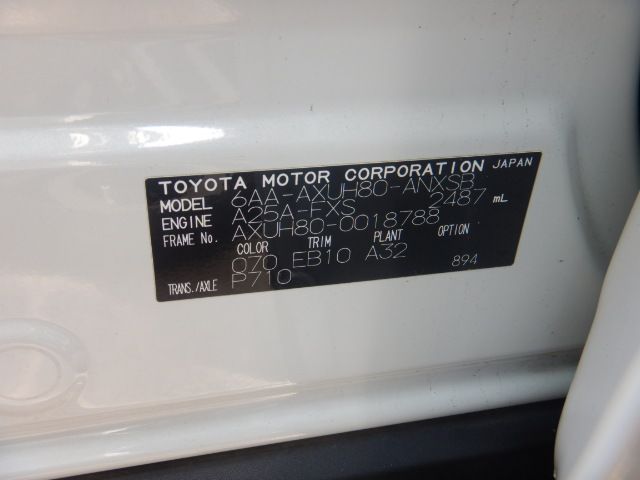 TOYOTA MOTOR CORPORATION JAPAN
MODEL 6AA-AXUH80-ANXSB
ENGINE A25A-FXS 2487 mL
FRAME No. AXUH80-0018788
COLOR TRIM PLANT OPTION
070 EB10 A32 894
TRANS./AXLE P710